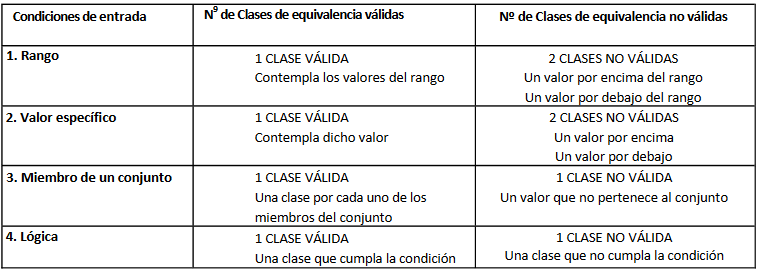 Condiciones de entrada
N⁹ de Clases de equivalencia válidas
Nº de Clases de equivalencia no válidas
1. Rango
1 CLASE VÁLIDA
Contempla los valores del rango
2 CLASES NO VÁLIDAS
Un valor por encima del rango
Un valor por debajo del rango
2. Valor específico
1 CLASE VÁLIDA
Contempla dicho valor
2 CLASES NO VÁLIDAS
Un valor por encima
Un valor por debajo
3. Miembro de un conjunto
1 CLASE VÁLIDA
Una clase por cada uno de los
miembros del conjunto
1 CLASE NO VÁLIDA
Un valor que no pertenece al conjunto
4. Lógica
1 CLASE VÁLIDA
Una clase que cumpla la condición
1 CLASE NO VÁLIDA
Una clase que no cumpla la condición